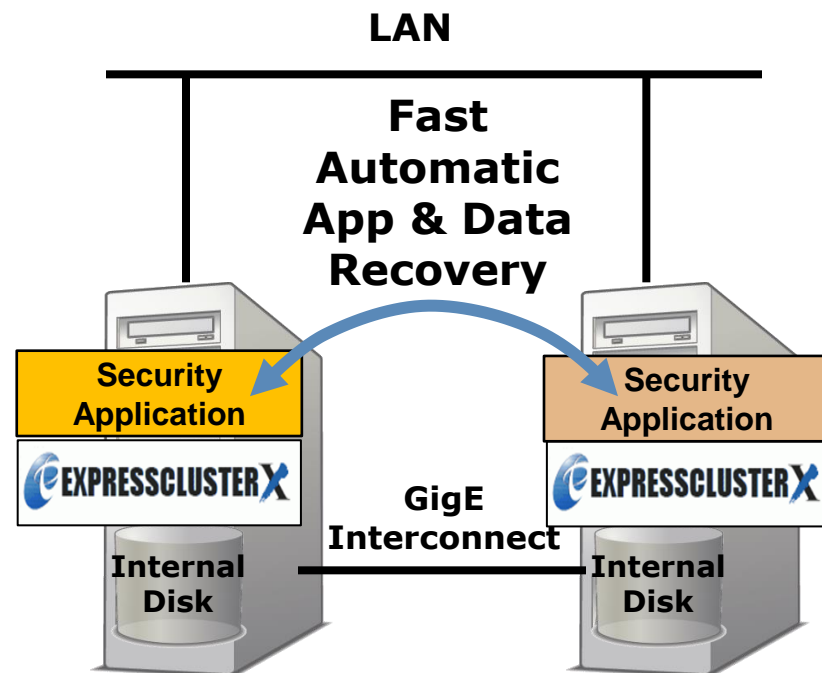 LAN
Fast
Automatic
App & Data
Recovery
Security
Application
EXPRESSCLUSTER X
Security
Application
EXPRESSCLUSTER X
GigE
Interconnect
Internal
Disk
Internal
Disk